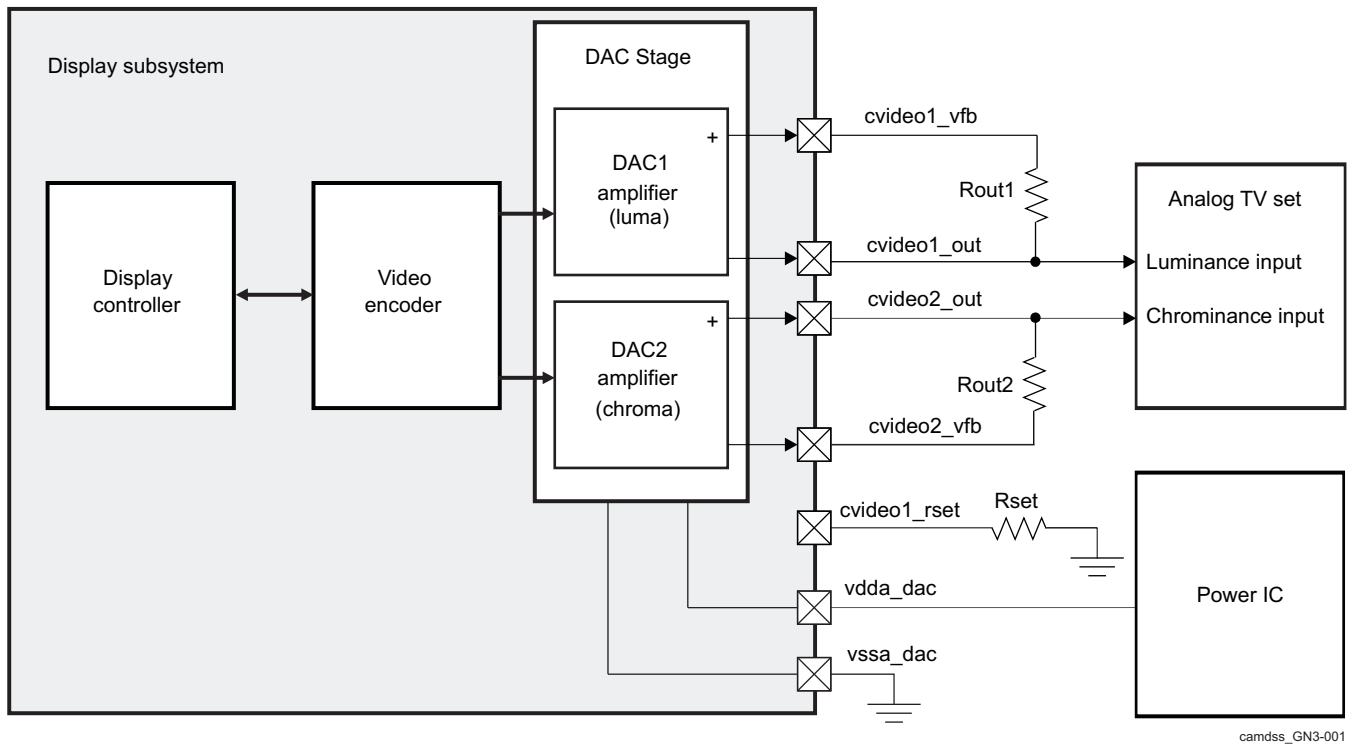 Display subsystem
DAC Stage
Display
controller
Video
encoder
+
DAC1
amplifier
(luma)
+
DAC2
amplifier
(chroma)
cvideo1_vfb
Rout1
cvideo1_out
cvideo2_out
Rout2
cvideo2_vfb
cvideo1_rset
Rset
vdda_dac
vssa_dac
Analog TV set
Luminance input
Chrominance input
Power IC
camdss_GN3-001